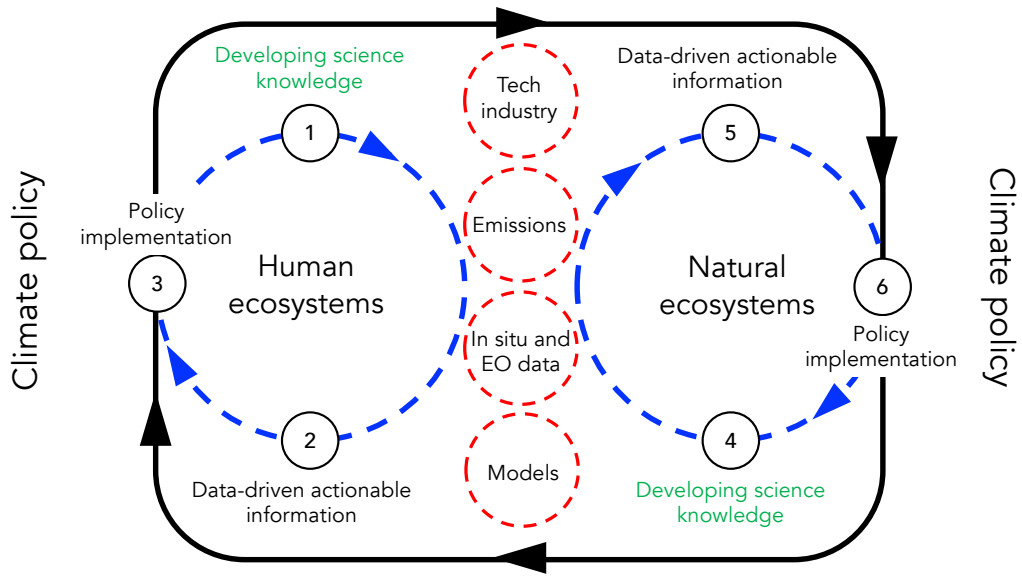 Climate policy
Developing science
knowledge
1
Policy
implementation
3
Human
ecosystems
2
Data-driven actionable
information
Tech
industry
Emissions
In situ and
EO data
Models
Data-driven actionable
information
5
Natural
ecosystems
6
Policy
implementation
4
Developing science
knowledge
Climate policy